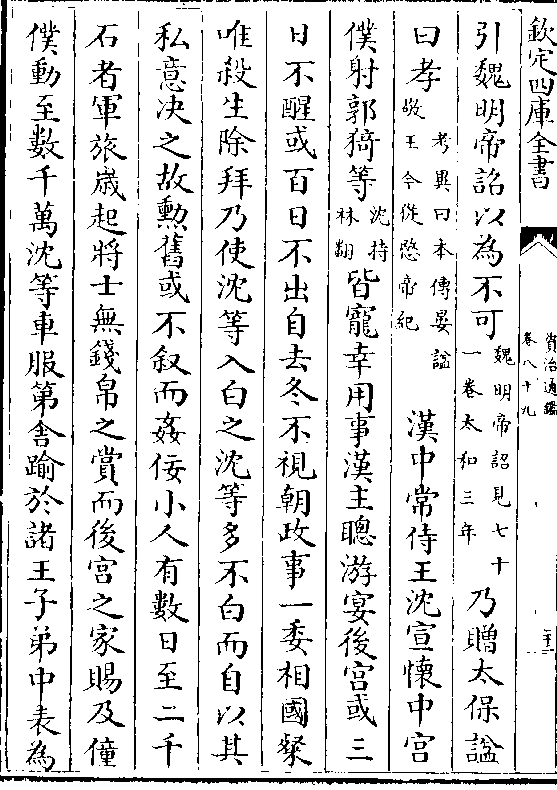 欽定四庫全書
資治通鑑
卷八十九
引魏明帝詔以為不可魏明帝詔見七十一卷太和三年乃贈太保諡
曰孝考異曰本傳晏諡敬王今從愍帝紀漢中常侍王沈宣懷中宮
僕射郭猗等沈持林翻皆寵幸用事漢主聰游宴後宮或三
日不醒或百日不出自去冬不視朝政事一委相國粲
唯殺生除拜乃使沈等入白之沈等多不白而自以其
私意决之故勲舊或不叙而姦佞小人有數日至二千
石者軍旅歳起將士無錢帛之賞而後宮之家賜及僮
僕動至數千萬沈等車服第舍踰於諸王子弟中表為